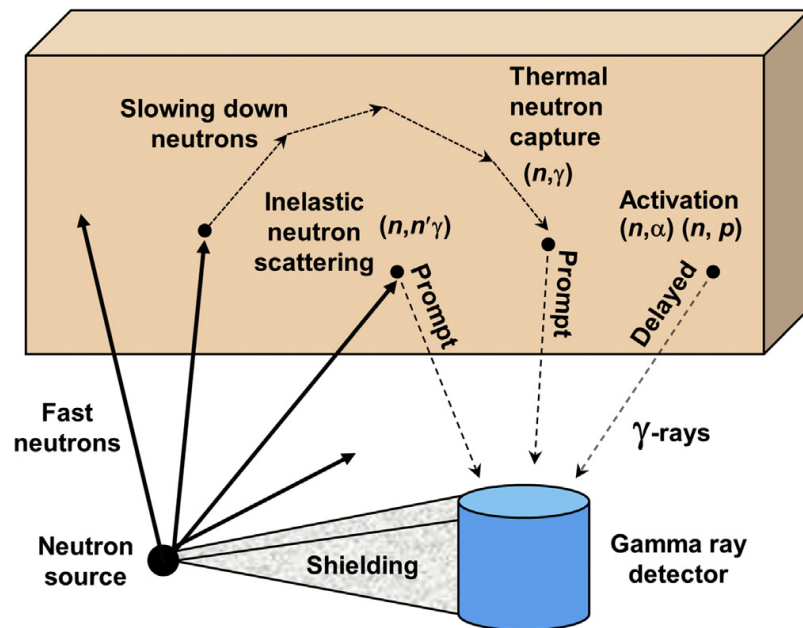 Slowing down
neutrons
Thermal
neutron
capture
(n,γ)
Inelastic
neutron
scattering
(n,n′γ)
Activation
(n,α) (n, p)
Prompt
Prompt
Delayed
Fast
neutrons
γ-rays
Neutron
source
Shielding
Gamma ray
detector